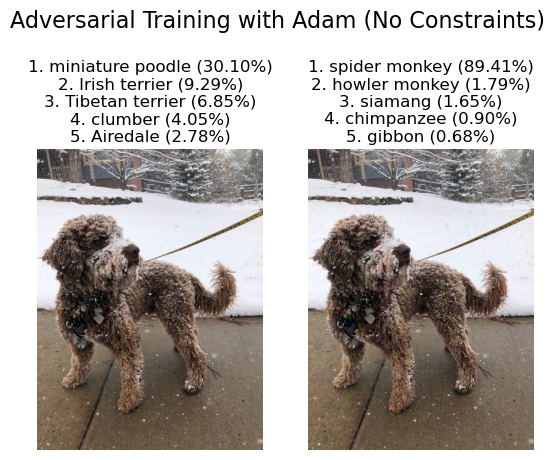 Adversarial Training with Adam (No Constraints)
1. miniature poodle (30.10%)
2. Irish terrier (9.29%)
3. Tibetan terrier (6.85%)
4. clumber (4.05%)
5. Airedale (2.78%)
1. spider monkey (89.41%)
2. howler monkey (1.79%)
3. siamang (1.65%)
4. chimpanzee (0.90%)
5. gibbon (0.68%)